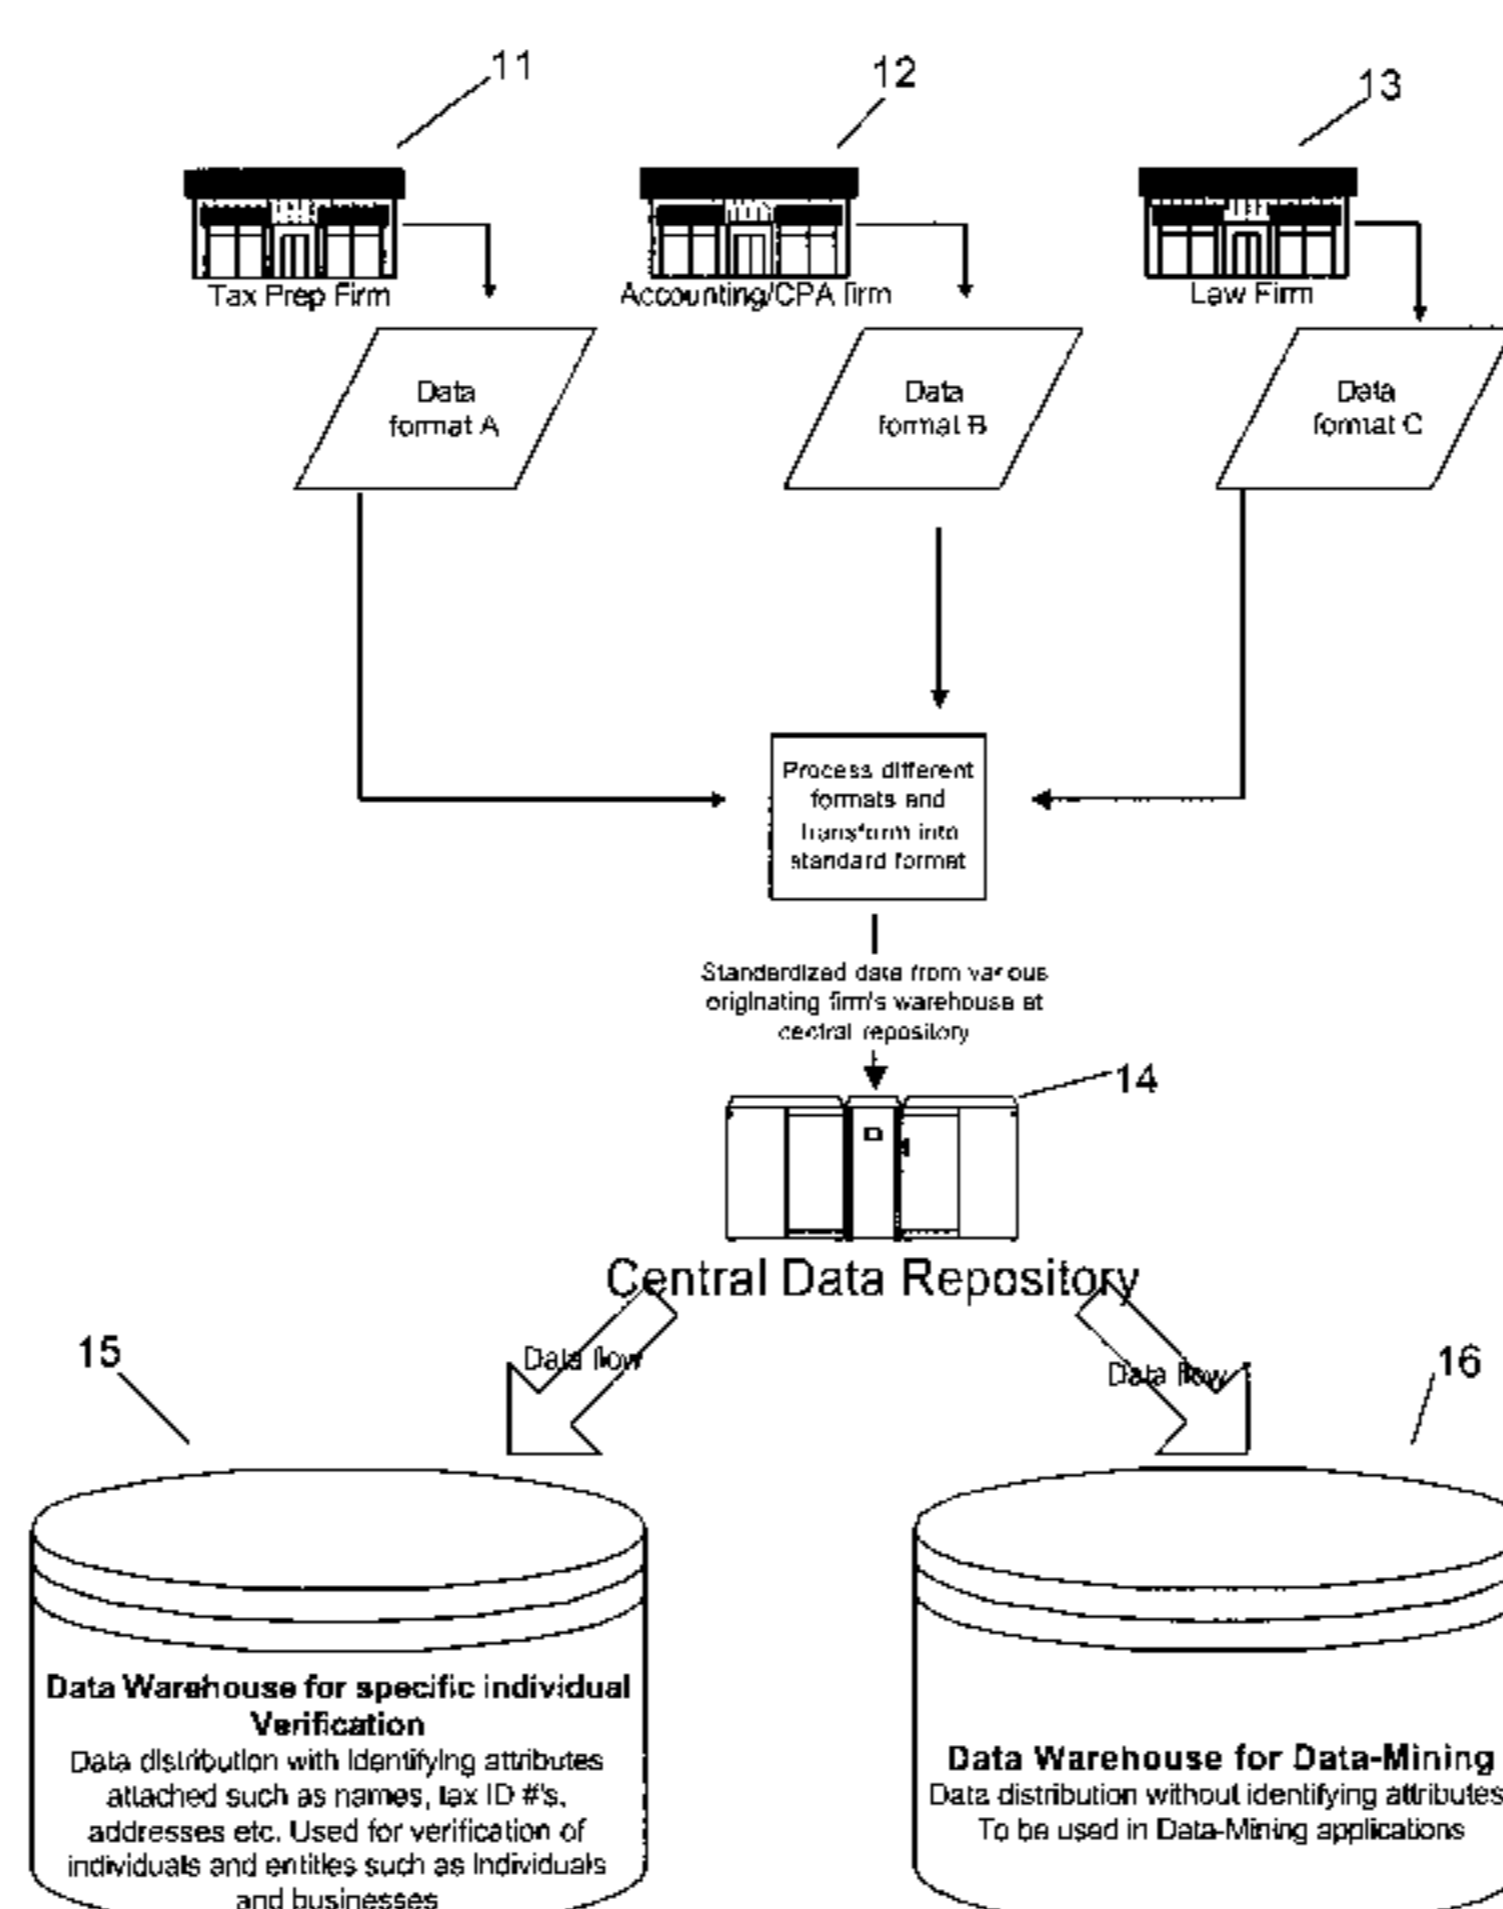 11
12
13
Tax Prep Firm
Accounting/CPA firm
Law Firm
Data
format A
Data
format B
Data
format C
Process different
formats and
transform into
standard format
Standardized data from various
originating firm's warehouse at
central repository
14
Central Data Repository
Data flow
Data flow
15
16
Data Warehouse for specific individual
Verification
Data distribution with identifying attributes
attached such as names, tax ID #'s,
addresses etc. Used for verification of
individuals and entities such as Individuals
and businesses
Data Warehouse for Data-Mining
Data distribution without identifying attributes
To be used in Data-Mining applications